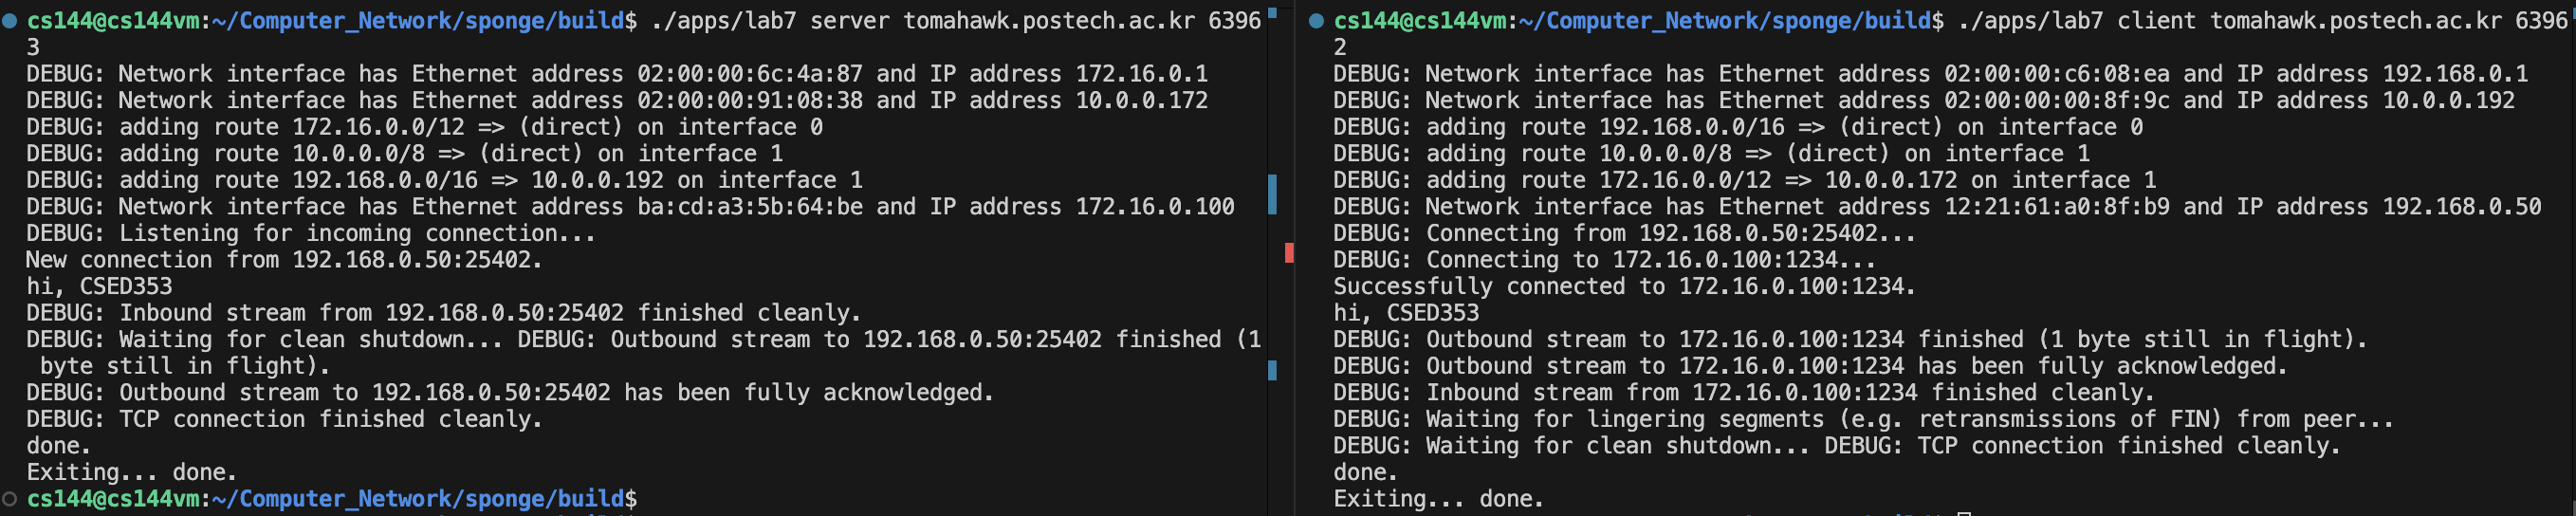 cs144@cs144vm:~/Computer_Network/sponge/build$ ./apps/lab7 server tomahawk.postech.ac.kr 6396
3
DEBUG: Network interface has Ethernet address 02:00:00:6c:4a:87 and IP address 172.16.0.1
DEBUG: Network interface has Ethernet address 02:00:00:91:08:38 and IP address 10.0.0.172
DEBUG: adding route 172.16.0.0/12 => (direct) on interface 0
DEBUG: adding route 10.0.0.0/8 => (direct) on interface 1
DEBUG: adding route 192.168.0.0/16 => 10.0.0.192 on interface 1
DEBUG: Network interface has Ethernet address ba:cd:a3:5b:64:be and IP address 172.16.0.100
DEBUG: Listening for incoming connection...
New connection from 192.168.0.50:25402.
hi, CSED353
DEBUG: Inbound stream from 192.168.0.50:25402 finished cleanly.
DEBUG: Waiting for clean shutdown... DEBUG: Outbound stream to 192.168.0.50:25402 finished (1
 byte still in flight).
DEBUG: Outbound stream to 192.168.0.50:25402 has been fully acknowledged.
DEBUG: TCP connection finished cleanly.
done.
Exiting... done.
cs144@cs144vm:~/Computer_Network/sponge/build$
cs144@cs144vm:~/Computer_Network/sponge/build$ ./apps/lab7 client tomahawk.postech.ac.kr 6396
2
DEBUG: Network interface has Ethernet address 02:00:00:c6:08:ea and IP address 192.168.0.1
DEBUG: Network interface has Ethernet address 02:00:00:00:8f:9c and IP address 10.0.0.192
DEBUG: adding route 192.168.0.0/16 => (direct) on interface 0
DEBUG: adding route 10.0.0.0/8 => (direct) on interface 1
DEBUG: adding route 172.16.0.0/12 => 10.0.0.172 on interface 1
DEBUG: Network interface has Ethernet address 12:21:61:a0:8f:b9 and IP address 192.168.0.50
DEBUG: Connecting from 192.168.0.50:25402...
DEBUG: Connecting to 172.16.0.100:1234...
Successfully connected to 172.16.0.100:1234.
hi, CSED353
DEBUG: Outbound stream to 172.16.0.100:1234 finished (1 byte still in flight).
DEBUG: Outbound stream to 172.16.0.100:1234 has been fully acknowledged.
DEBUG: Inbound stream from 172.16.0.100:1234 finished cleanly.
DEBUG: Waiting for lingering segments (e.g. retransmissions of FIN) from peer...
DEBUG: Waiting for clean shutdown... DEBUG: TCP connection finished cleanly.
done.
Exiting... done.